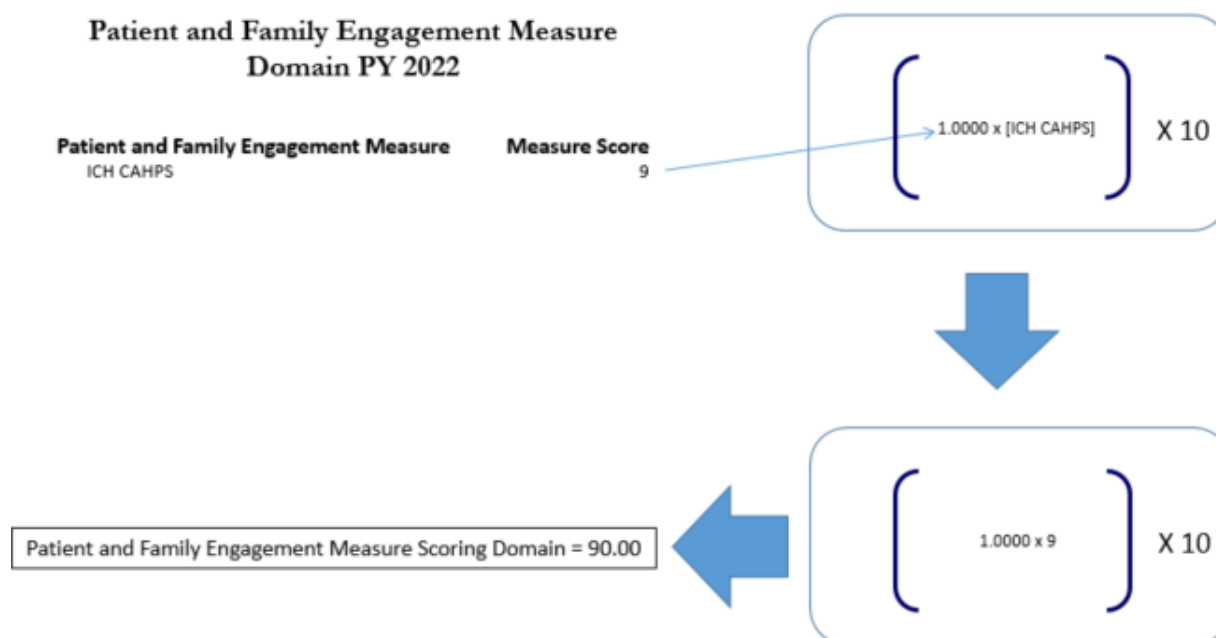 Patient and Family Engagement Measure
Domain PY 2022
Patient and Family Engagement Measure Measure Score
ICH CAHPS 9
1.0000 x [ICH CAHPS] X 10
1.0000 x 9 X 10
Patient and Family Engagement Measure Scoring Domain = 90.00